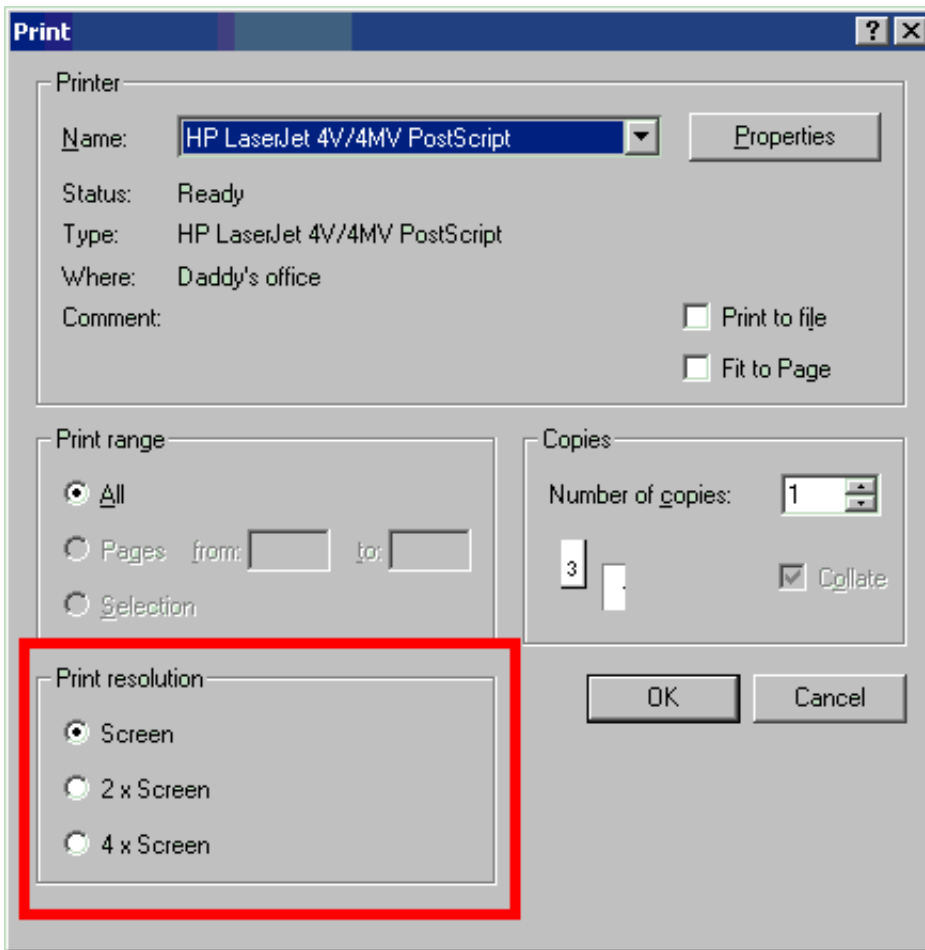 Print
Printer
Name: HP LaserJet 4V/4MV PostScript Properties
Status: Ready
Type: HP LaserJet 4V/4MV PostScript
Where: Daddy's office
Comment:
Print to file
Fit to Page
Print range
All
Pages from: to:
Selection
Copies
Number of copies: 1
3
Collate
Print resolution
Screen
2 x Screen
4 x Screen
OK Cancel